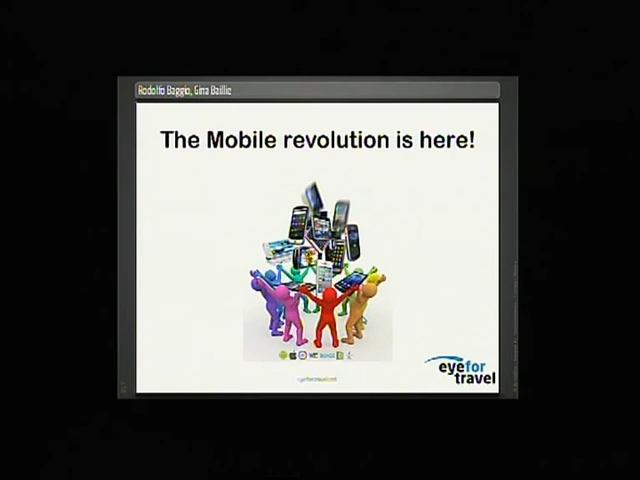 Rodolfo Baggio, Gina Baillie
The Mobile revolution is here!
eyefor
travel